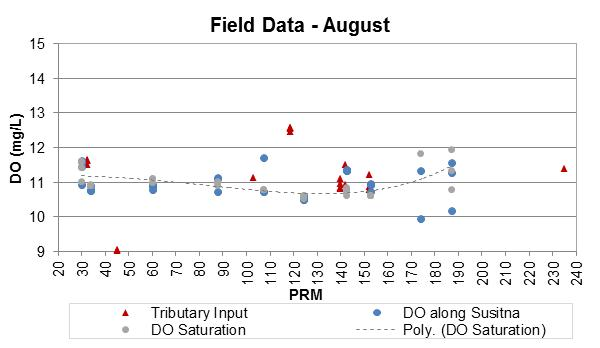 Field Data - August
15
14
13
12
11
10
9
DO (mg/L)
20 30 40 50 60 70 80 90 100 110 120 130 140 150 160 170 180 190 200 210 220 230 240
PRM
Tributary Input DO along Susitna
DO Saturation Poly. (DO Saturation)